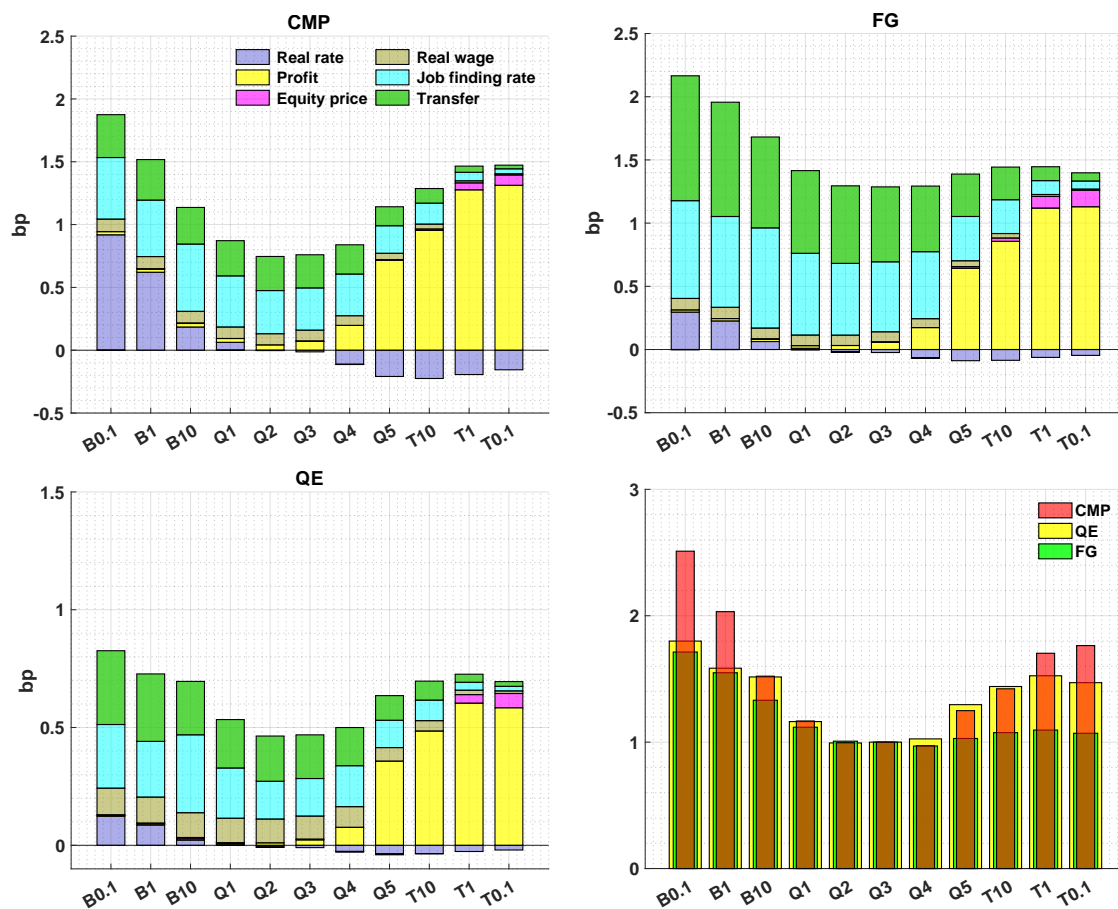 CMP
2.5
2
1.5
1
0.5
0
-0.5
bp
Real rate
Profit
Equity price
Real wage
Job finding rate
Transfer
B0.1 B1 B10 Q1 Q2 Q3 Q4 Q5 T10 T1 T0.1
FG
2.5
2
1.5
1
0.5
0
-0.5
bp
B0.1 B1 B10 Q1 Q2 Q3 Q4 Q5 T10 T1 T0.1
QE
1.5
1
0.5
0
bp
B0.1 B1 B10 Q1 Q2 Q3 Q4 Q5 T10 T1 T0.1
3
2
1
0
CMP
QE
FG
B0.1 B1 B10 Q1 Q2 Q3 Q4 Q5 T10 T1 T0.1